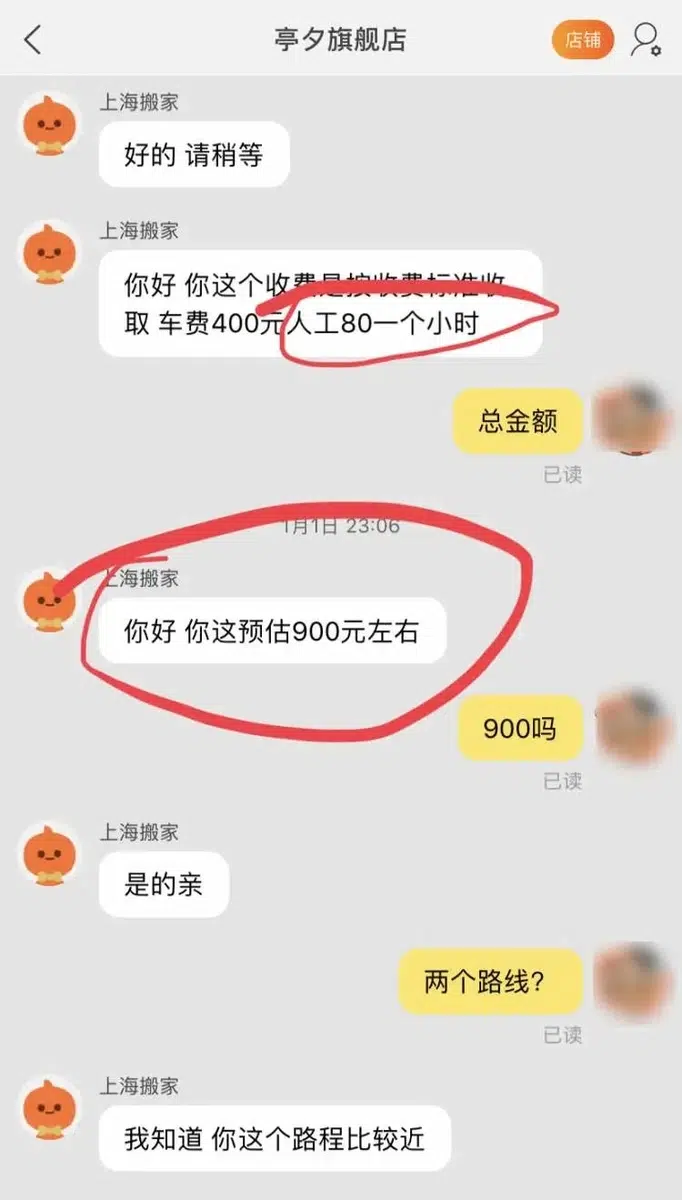 亭夕旗舰店
店铺
上海搬家
好的 请稍等
上海搬家
你好 你这个收费是按收费标准收
取 车费400元人工80一个小时
总金额
已读
1月1日 23:06
上海搬家
你好 你这预估900元左右
900吗
已读
上海搬家
是的亲
两个路线?
已读
上海搬家
我知道 你这个路程比较近